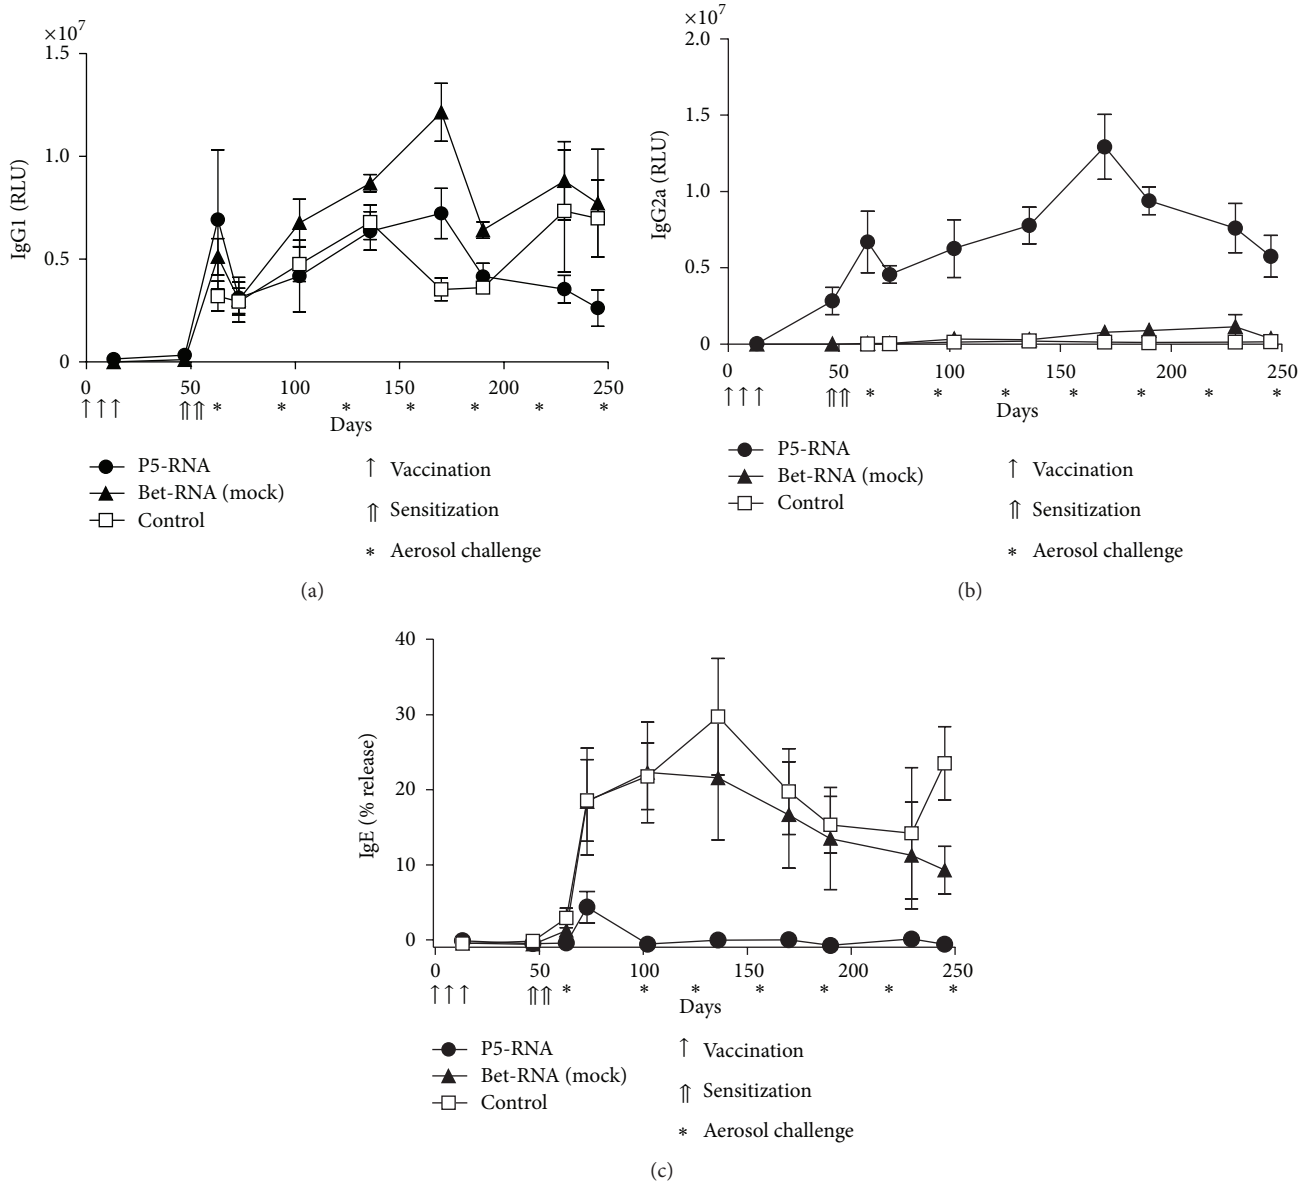 ×10⁷
1.5
1.0
0.5
0
IgG1 (RLU)
0 50 100 150 200 250
↑↑↑ ⇑⇑ * * * * * * *
Days
P5-RNA
Bet-RNA (mock)
Control
↑ Vaccination
⇑ Sensitization
* Aerosol challenge
(a)
×10⁷
2.0
1.5
1.0
0.5
0
IgG2a (RLU)
0 50 100 150 200 250
↑↑↑ ⇑⇑ * * * * * * *
Days
P5-RNA
Bet-RNA (mock)
Control
↑ Vaccination
⇑ Sensitization
* Aerosol challenge
(b)
40
30
20
10
0
IgE (% release)
0 50 100 150 200 250
↑↑↑ ⇑⇑ * * * * * * *
Days
P5-RNA
Bet-RNA (mock)
Control
↑ Vaccination
⇑ Sensitization
* Aerosol challenge
(c)